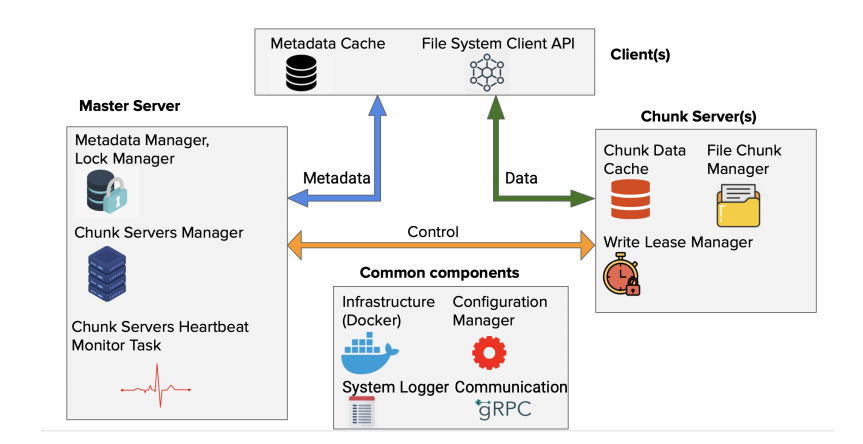 Metadata Cache
File System Client API
Client(s)
Master Server
Metadata Manager,
Lock Manager
Chunk Servers Manager
Chunk Servers Heartbeat
Monitor Task
Metadata
Data
Control
Chunk Server(s)
Chunk Data
Cache
File Chunk
Manager
Write Lease Manager
Common components
Infrastructure
(Docker)
Configuration
Manager
System Logger
Communication
gRPC